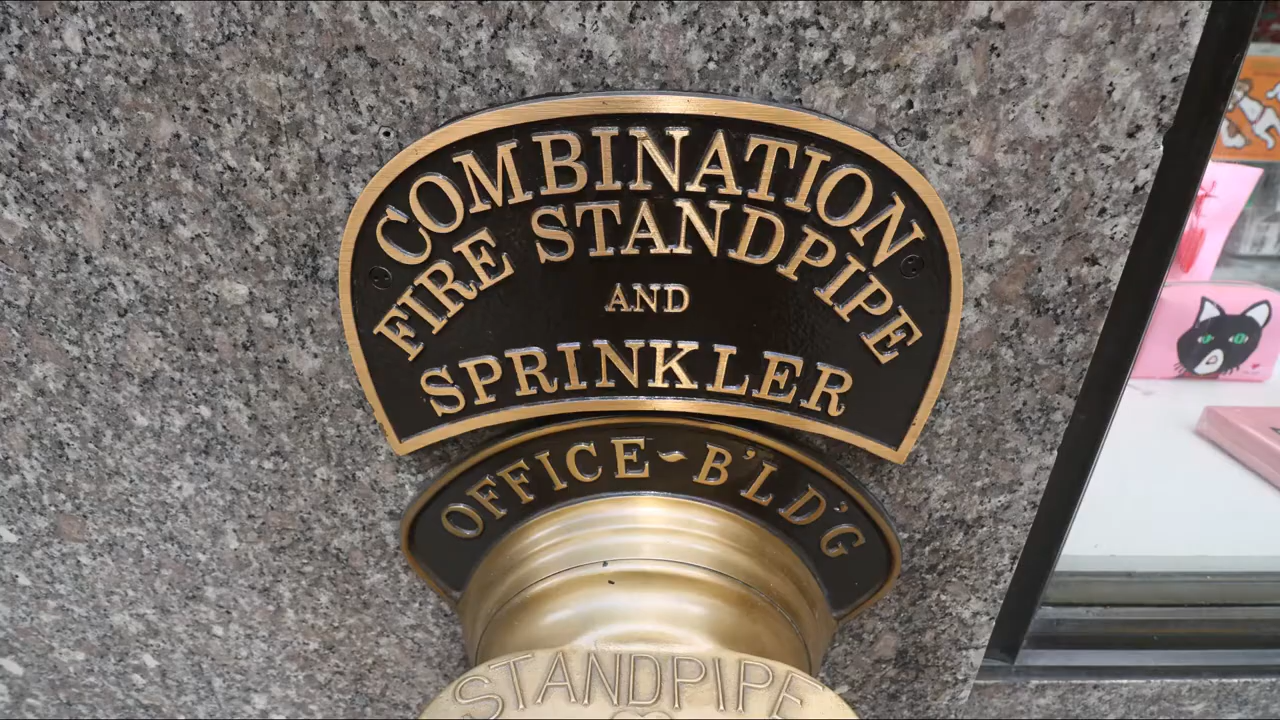 COMBINATION
FIRE STANDPIPE
AND
SPRINKLER
OFFICE~B'LD'G
STANDPIPE